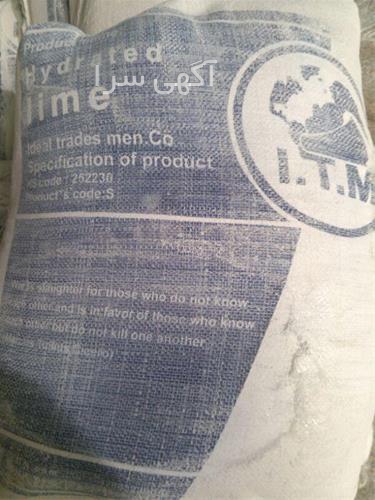 Product
Hydrated
lime
آگهی سرا
Ideal trades men.Co
Specification of product
HS code : 252230
Product's code:S
I.T.M
is slaughter for those who do not know
each other and is in favor of those who know
each other but do not kill one another